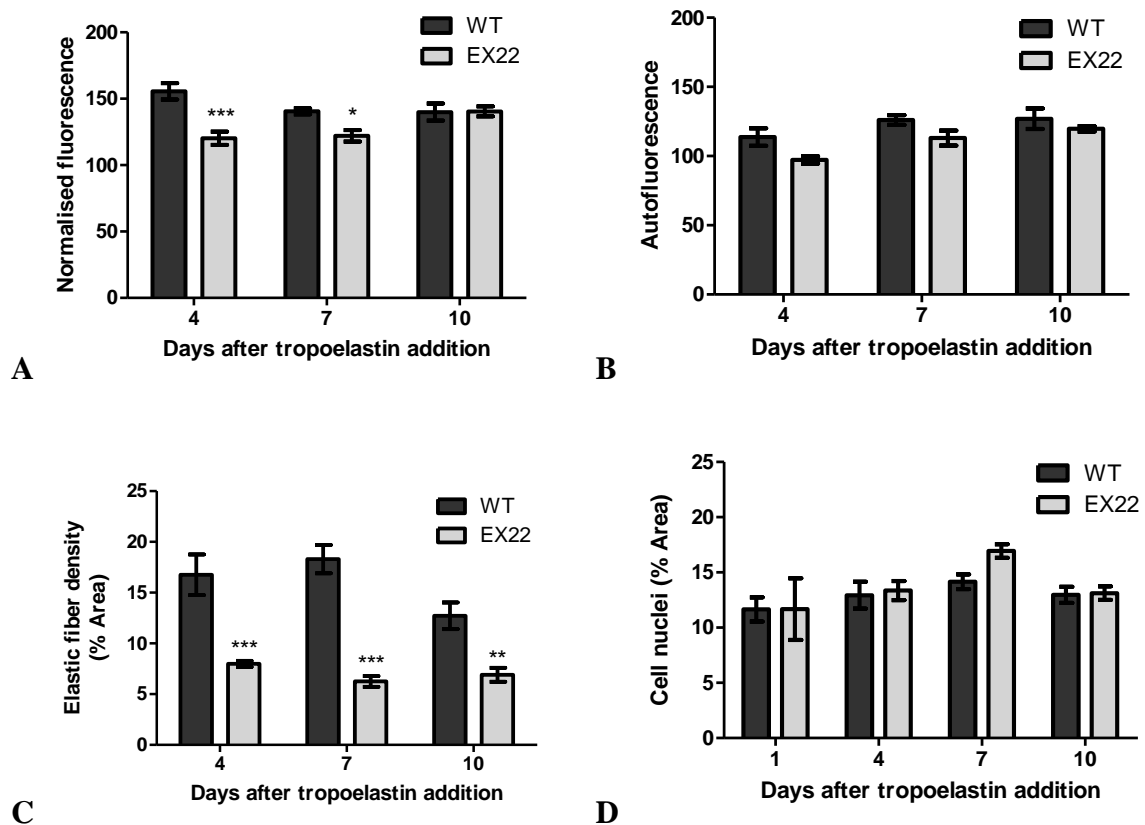 200
150
100
50
0
Normalised fluorescence
WT
EX22
***
*
4 7 10
Days after tropoelastin addition
A
200
150
100
50
0
Autofluorescence
WT
EX22
4 7 10
Days after tropoelastin addition
B
25
20
15
10
5
0
Elastic fiber density
(% Area)
WT
EX22
***
***
**
4 7 10
Days after tropoelastin addition
C
25
20
15
10
5
0
Cell nuclei (% Area)
WT
EX22
1 4 7 10
Days after tropoelastin addition
D